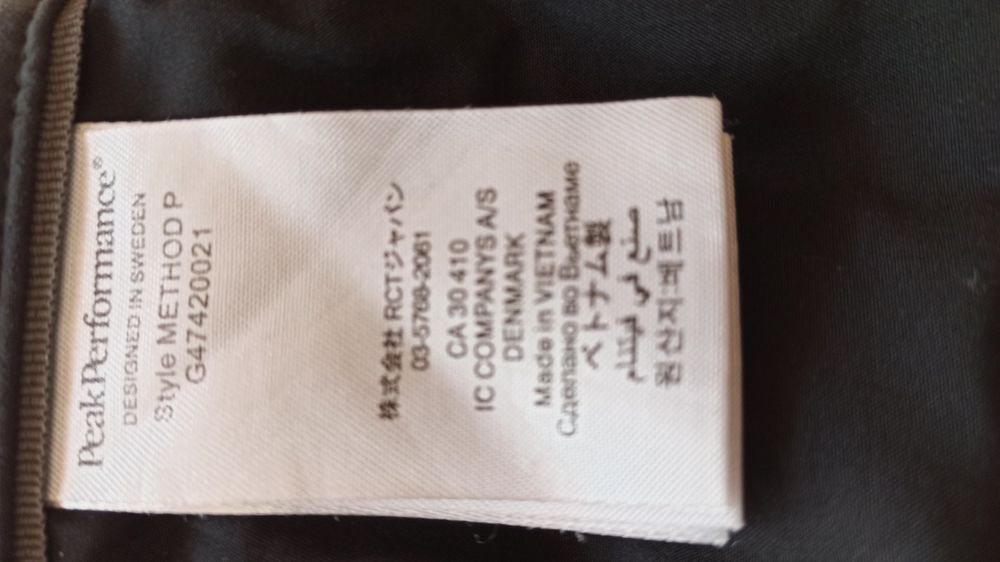 PeakPerformance®
DESIGNED IN SWEDEN
Style METHOD P
G47420021
株式会社 RCTジャパン
03-5768-2061
CA 30 410
IC COMPANYS A/S
DENMARK
Made in VIETNAM
Сделано во Вьетнаме
ベトナム製
صنع في فيتنام
원산지:베트남